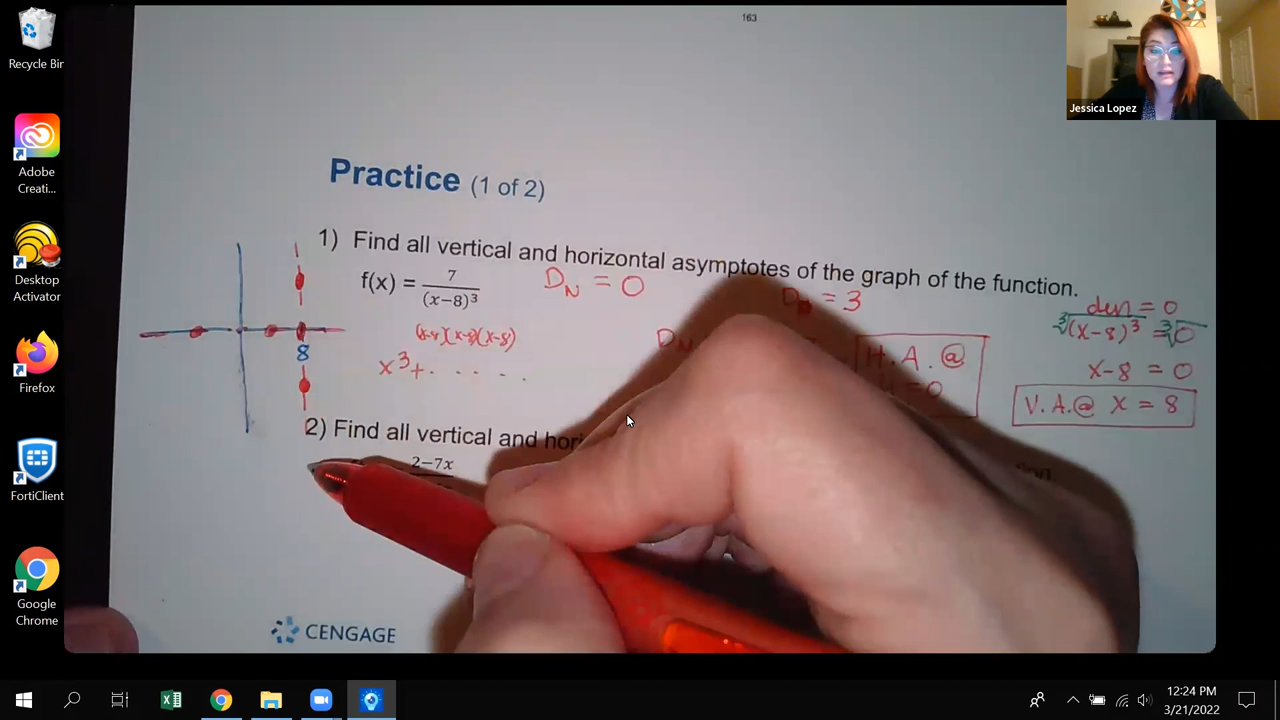 163
Jessica Lopez
Recycle Bin
Adobe
Creati...
Desktop
Activator
Firefox
FortiClient
Google
Chrome
Practice (1 of 2)
1) Find all vertical and horizontal asymptotes of the graph of the function.
f(x) = 7/(x−8)³
D_N = 0
= 3
(x-8)(x-8)(x-8)
x³+ . . . . .
8
D_N
H.A.@
= 0
den = 0
∛(x-8)³ = ∛0
x-8 = 0
V.A.@ x = 8
2) Find all vertical and hori
2−7x
CENGAGE
12:24 PM
3/21/2022